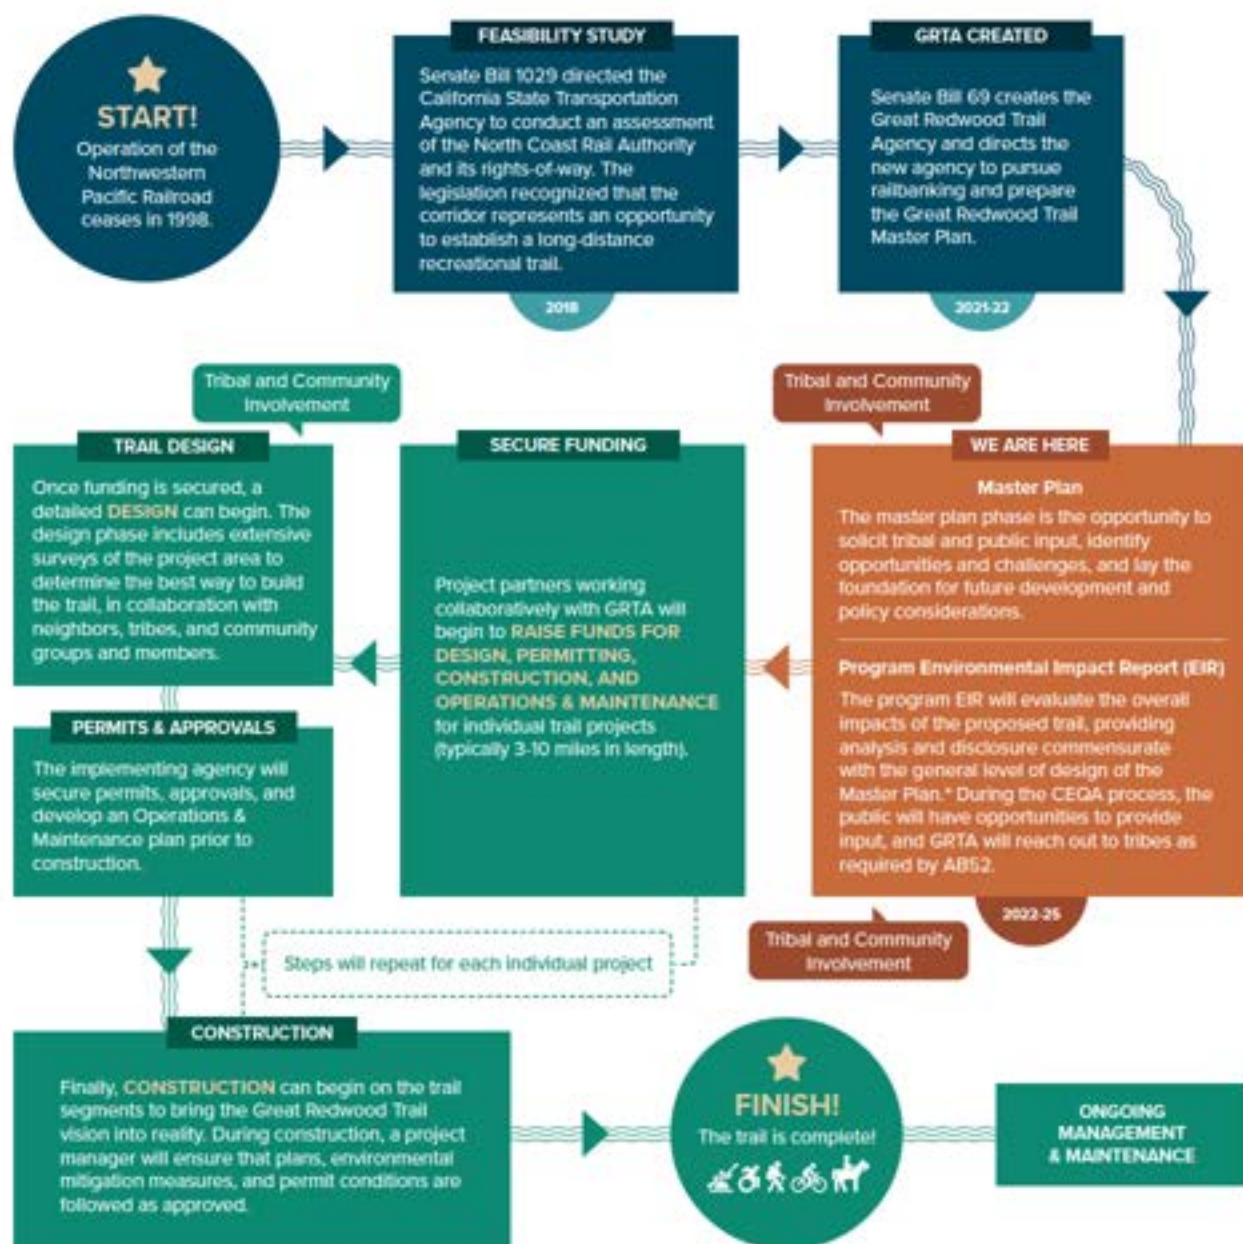 START!
Operation of the
Northwestern
Pacific Railroad
ceases in 1998.
FEASIBILITY STUDY
Senate Bill 1029 directed the
California State Transportation
Agency to conduct an assessment
of the North Coast Rail Authority
and its rights-of-way. The
legislation recognized that the
corridor represents an opportunity
to establish a long-distance
recreational trail.
2018
GRTA CREATED
Senate Bill 69 creates the
Great Redwood Trail
Agency and directs the
new agency to pursue
railbanking and prepare
the Great Redwood Trail
Master Plan.
2021-22
Tribal and Community
Involvement
WE ARE HERE
Master Plan
The master plan phase is the opportunity to
solicit tribal and public input, identify
opportunities and challenges, and lay the
foundation for future development and
policy considerations.
Program Environmental Impact Report (EIR)
The program EIR will evaluate the overall
impacts of the proposed trail, providing
analysis and disclosure commensurate
with the general level of design of the
Master Plan.* During the CEQA process, the
public will have opportunities to provide
input, and GRTA will reach out to tribes as
required by AB52.
2022-25
Tribal and Community
Involvement
SECURE FUNDING
Project partners working
collaboratively with GRTA will
begin to RAISE FUNDS FOR
DESIGN, PERMITTING,
CONSTRUCTION, AND
OPERATIONS & MAINTENANCE
for individual trail projects
(typically 3-10 miles in length).
Tribal and Community
Involvement
TRAIL DESIGN
Once funding is secured, a
detailed DESIGN can begin. The
design phase includes extensive
surveys of the project area to
determine the best way to build
the trail, in collaboration with
neighbors, tribes, and community
groups and members.
PERMITS & APPROVALS
The implementing agency will
secure permits, approvals, and
develop an Operations &
Maintenance plan prior to
construction.
Steps will repeat for each individual project
CONSTRUCTION
Finally, CONSTRUCTION can begin on the trail
segments to bring the Great Redwood Trail
vision into reality. During construction, a project
manager will ensure that plans, environmental
mitigation measures, and permit conditions are
followed as approved.
FINISH!
The trail is complete!
ONGOING
MANAGEMENT
& MAINTENANCE